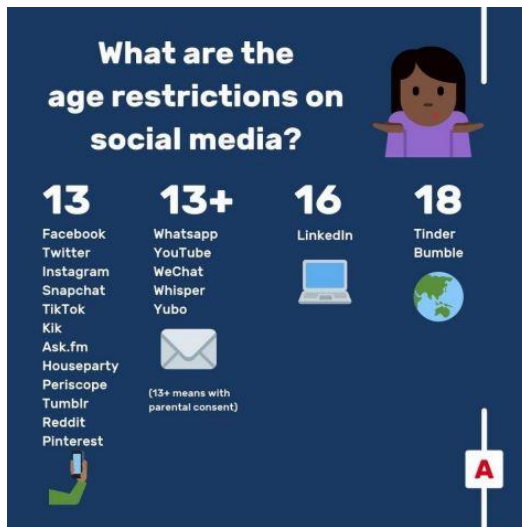 What are the
age restrictions on
social media?
13
Facebook
Twitter
Instagram
Snapchat
TikTok
Kik
Ask.fm
Houseparty
Periscope
Tumblr
Reddit
Pinterest
13+
Whatsapp
YouTube
WeChat
Whisper
Yubo
(13+ means with
parental consent)
16
LinkedIn
18
Tinder
Bumble
A